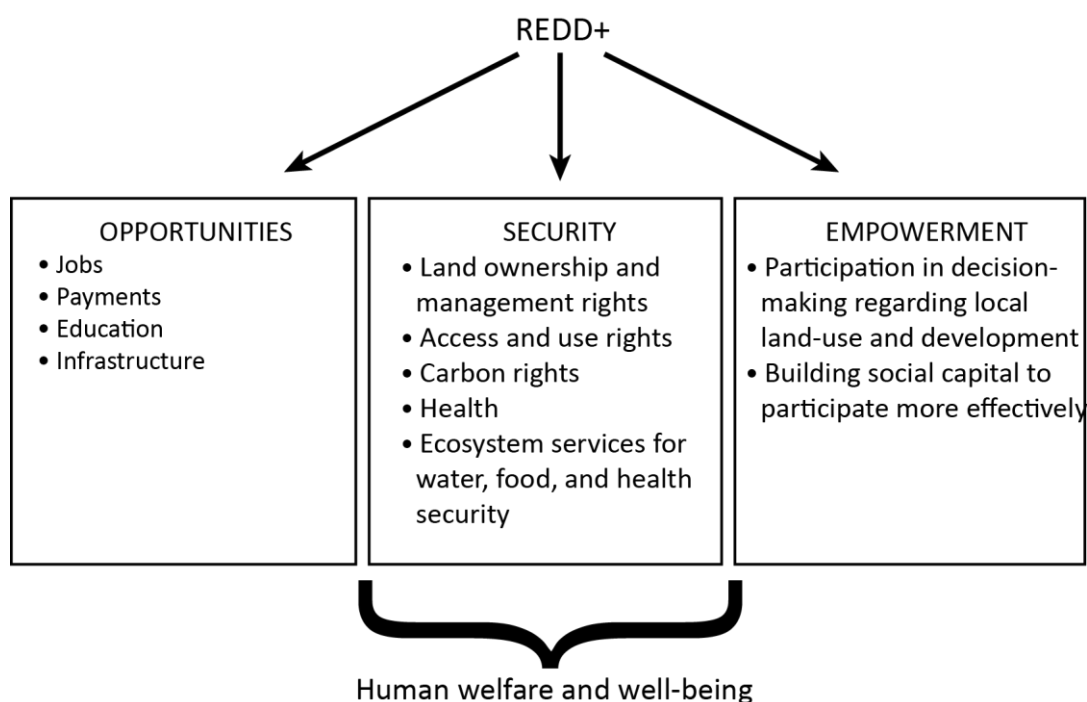 REDD+
OPPORTUNITIES
• Jobs
• Payments
• Education
• Infrastructure
SECURITY
• Land ownership and
management rights
• Access and use rights
• Carbon rights
• Health
• Ecosystem services for
water, food, and health
security
EMPOWERMENT
• Participation in decision-
making regarding local
land-use and development
• Building social capital to
participate more effectively
Human welfare and well-being